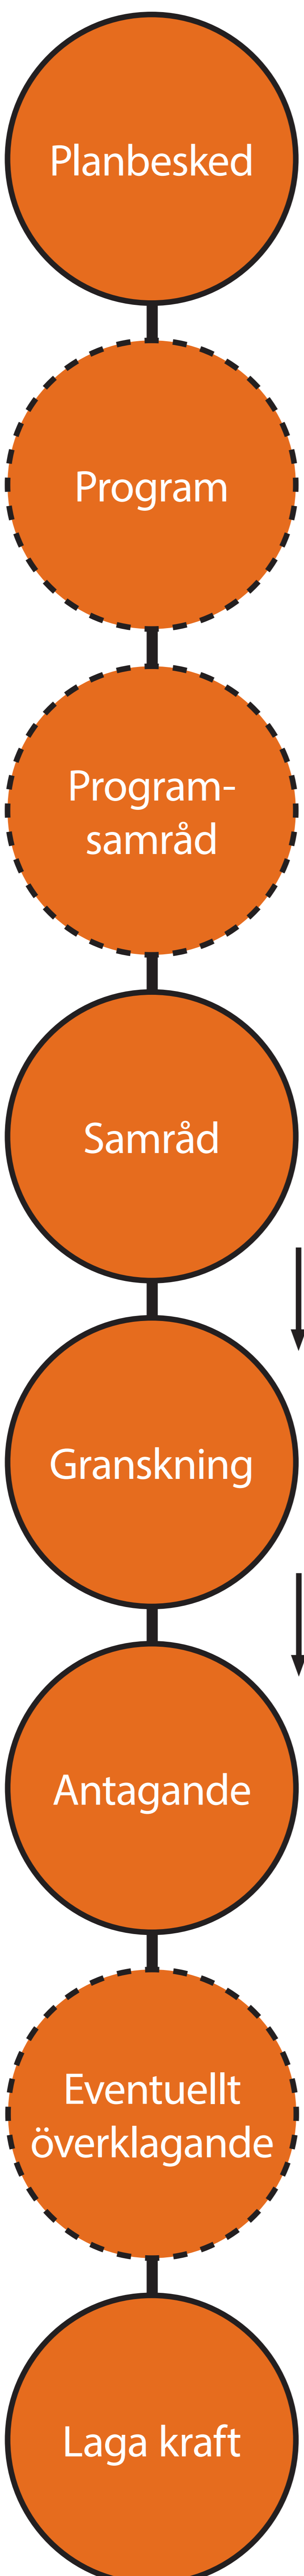 Planbesked
Program
Program-
samråd
Samråd
Granskning
Antagande
Eventuellt
överklagande
Laga kraft